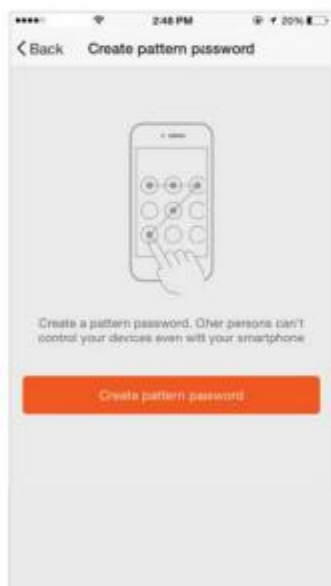 2:48 PM 20%
Back Create pattern password
Create a pattern password. Oher persons can't
control your devices even witt your smartphone
Create pattern password